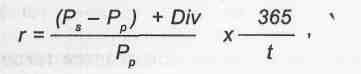 r = (Pₛ – Pₚ) + Div / Pₚ x 365 / t ,